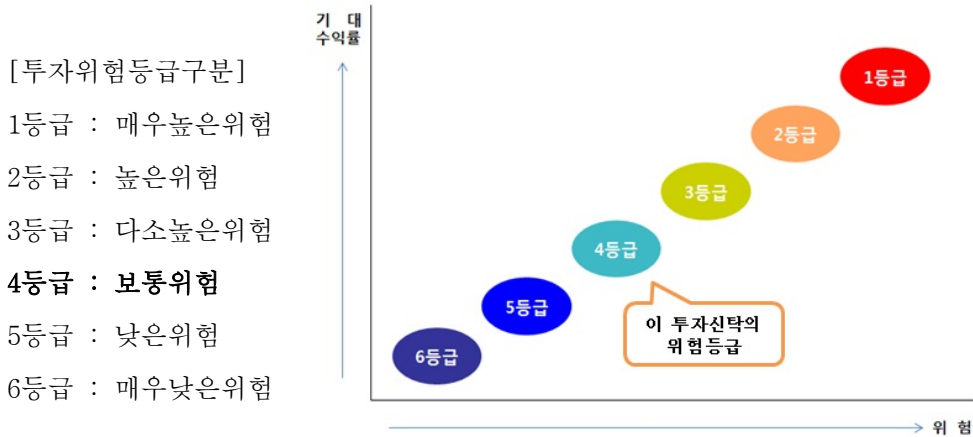 [투자위험등급구분]
1등급 : 매우높은위험
2등급 : 높은위험
3등급 : 다소높은위험
4등급 : 보통위험
5등급 : 낮은위험
6등급 : 매우낮은위험
기 대
수익률
1등급
2등급
3등급
4등급
5등급
6등급
이 투자신탁의
위험등급
위 험